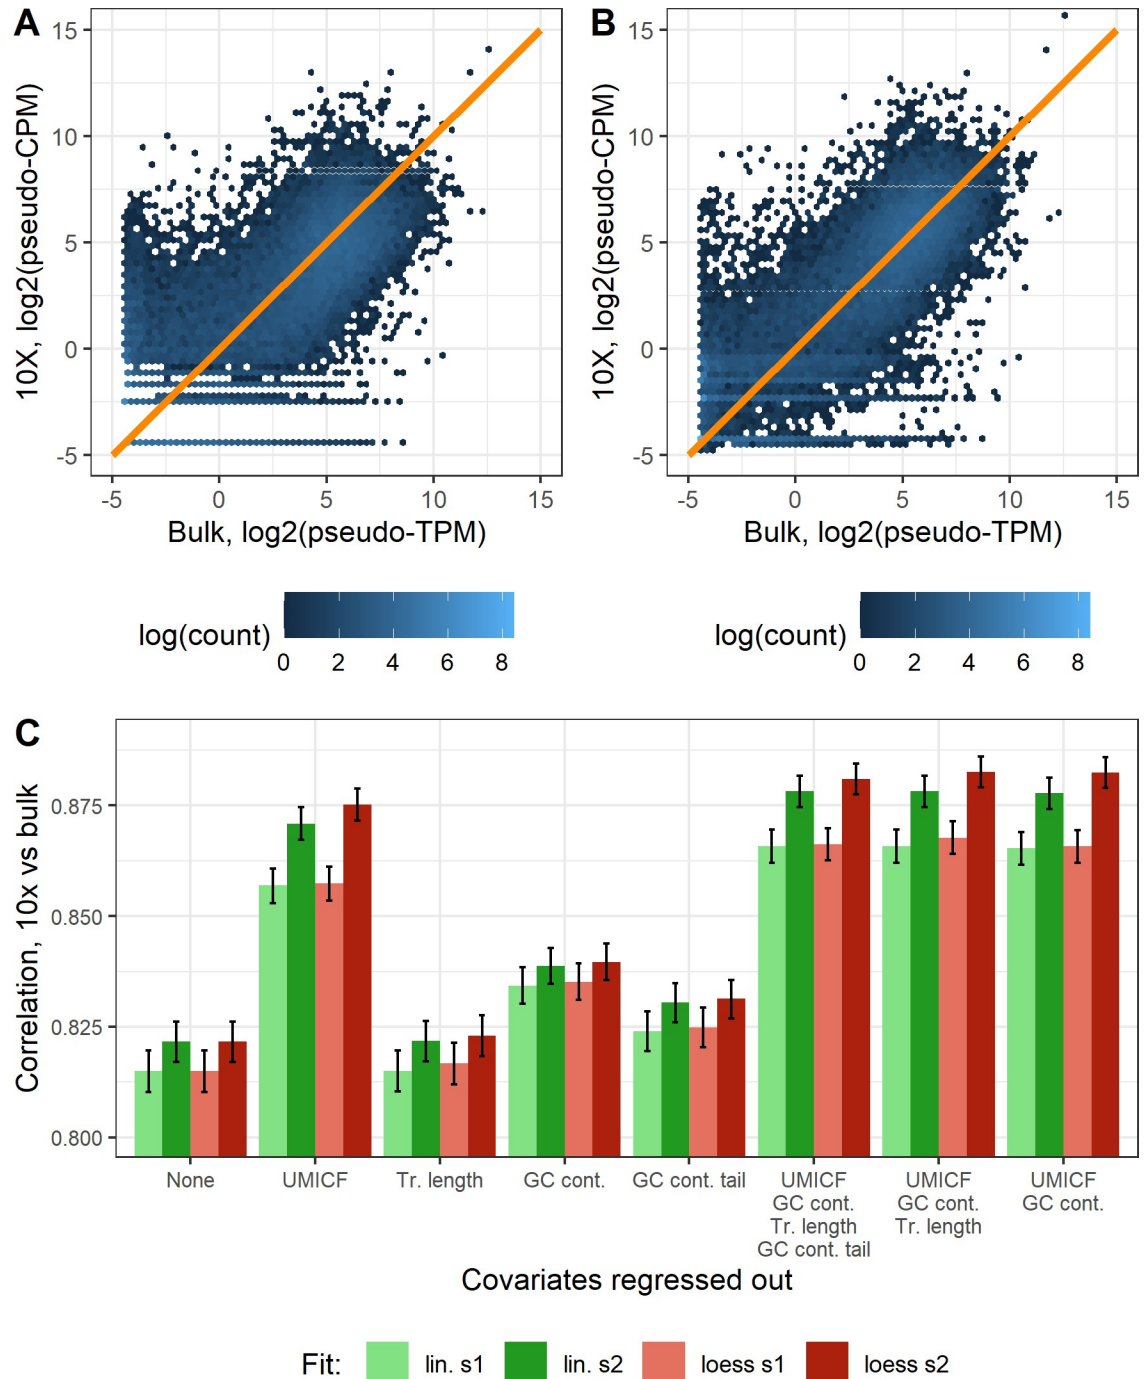 A
15
10
5
0
-5
10X, log2(pseudo-CPM)
-5 0 5 10 15
Bulk, log2(pseudo-TPM)
log(count)
0 2 4 6 8
B
15
10
5
0
-5
10X, log2(pseudo-CPM)
-5 0 5 10 15
Bulk, log2(pseudo-TPM)
log(count)
0 2 4 6 8
C
0.875
0.850
0.825
0.800
Correlation, 10x vs bulk
None
UMICF
Tr. length
GC cont.
GC cont. tail
UMICF
GC cont.
Tr. length
GC cont. tail
UMICF
GC cont.
Tr. length
UMICF
GC cont.
Covariates regressed out
Fit: lin. s1 lin. s2 loess s1 loess s2